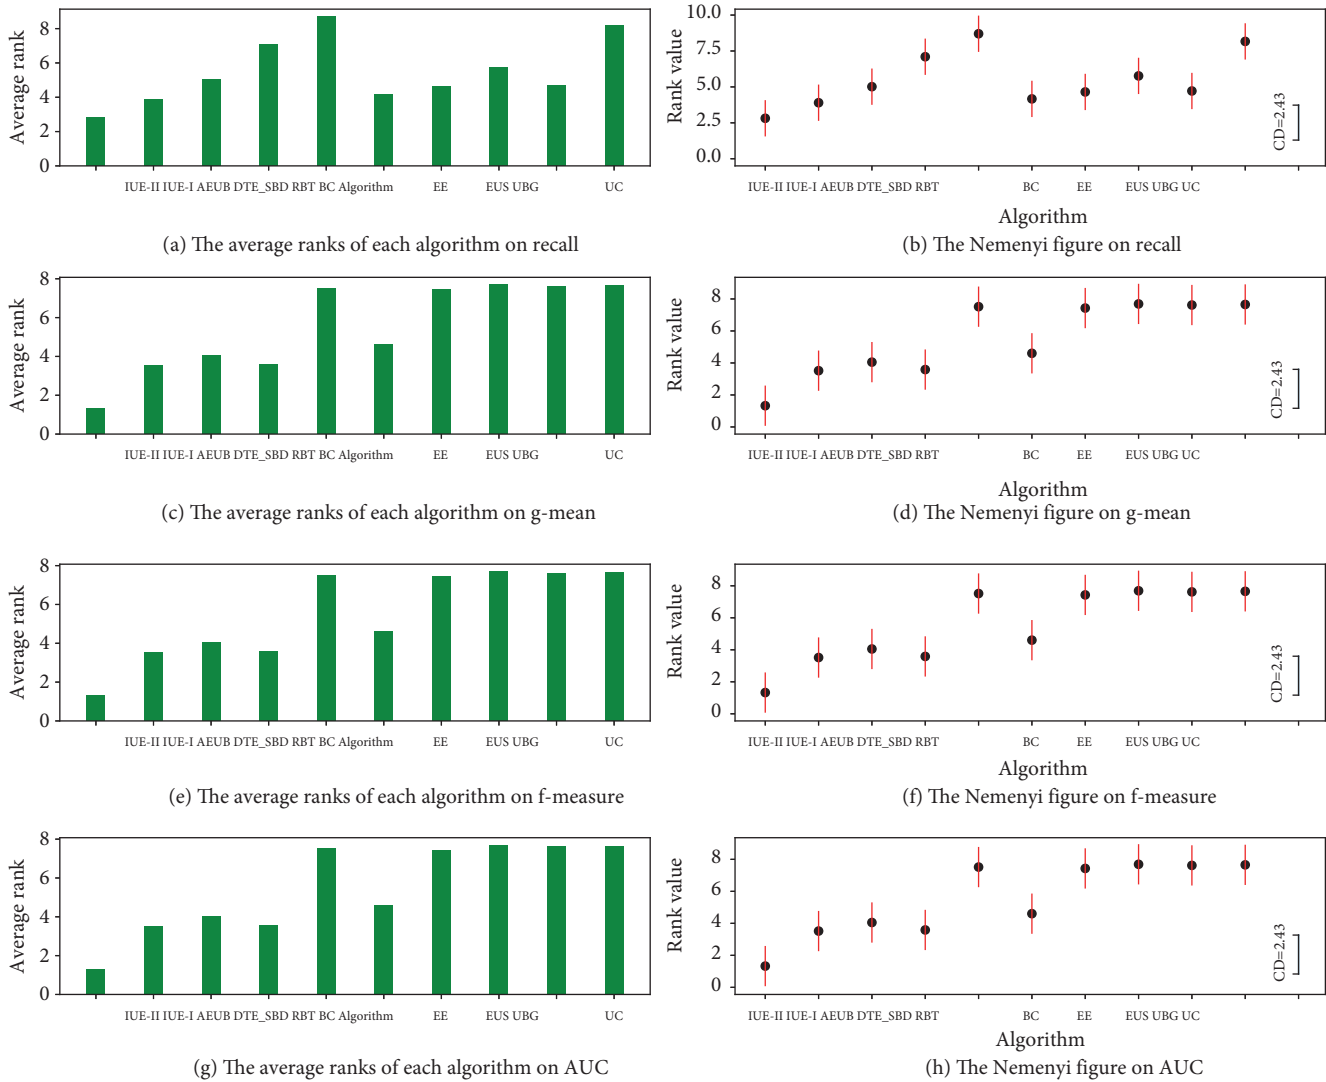 Average rank
8
6
4
2
0
IUE-II IUE-I AEUB DTE_SBD RBT BC Algorithm EE EUS UBG UC
(a) The average ranks of each algorithm on recall
Rank value
10.0
7.5
5.0
2.5
0.0
CD=2.43
IUE-II IUE-I AEUB DTE_SBD RBT BC EE EUS UBG UC
Algorithm
(b) The Nemenyi figure on recall
Average rank
8
6
4
2
0
IUE-II IUE-I AEUB DTE_SBD RBT BC Algorithm EE EUS UBG UC
(c) The average ranks of each algorithm on g-mean
Rank value
8
6
4
2
0
CD=2.43
IUE-II IUE-I AEUB DTE_SBD RBT BC EE EUS UBG UC
Algorithm
(d) The Nemenyi figure on g-mean
Average rank
8
6
4
2
0
IUE-II IUE-I AEUB DTE_SBD RBT BC Algorithm EE EUS UBG UC
(e) The average ranks of each algorithm on f-measure
Rank value
8
6
4
2
0
CD=2.43
IUE-II IUE-I AEUB DTE_SBD RBT BC EE EUS UBG UC
Algorithm
(f) The Nemenyi figure on f-measure
Average rank
8
6
4
2
0
IUE-II IUE-I AEUB DTE_SBD RBT BC Algorithm EE EUS UBG UC
(g) The average ranks of each algorithm on AUC
Rank value
8
6
4
2
0
CD=2.43
IUE-II IUE-I AEUB DTE_SBD RBT BC EE EUS UBG UC
Algorithm
(h) The Nemenyi figure on AUC